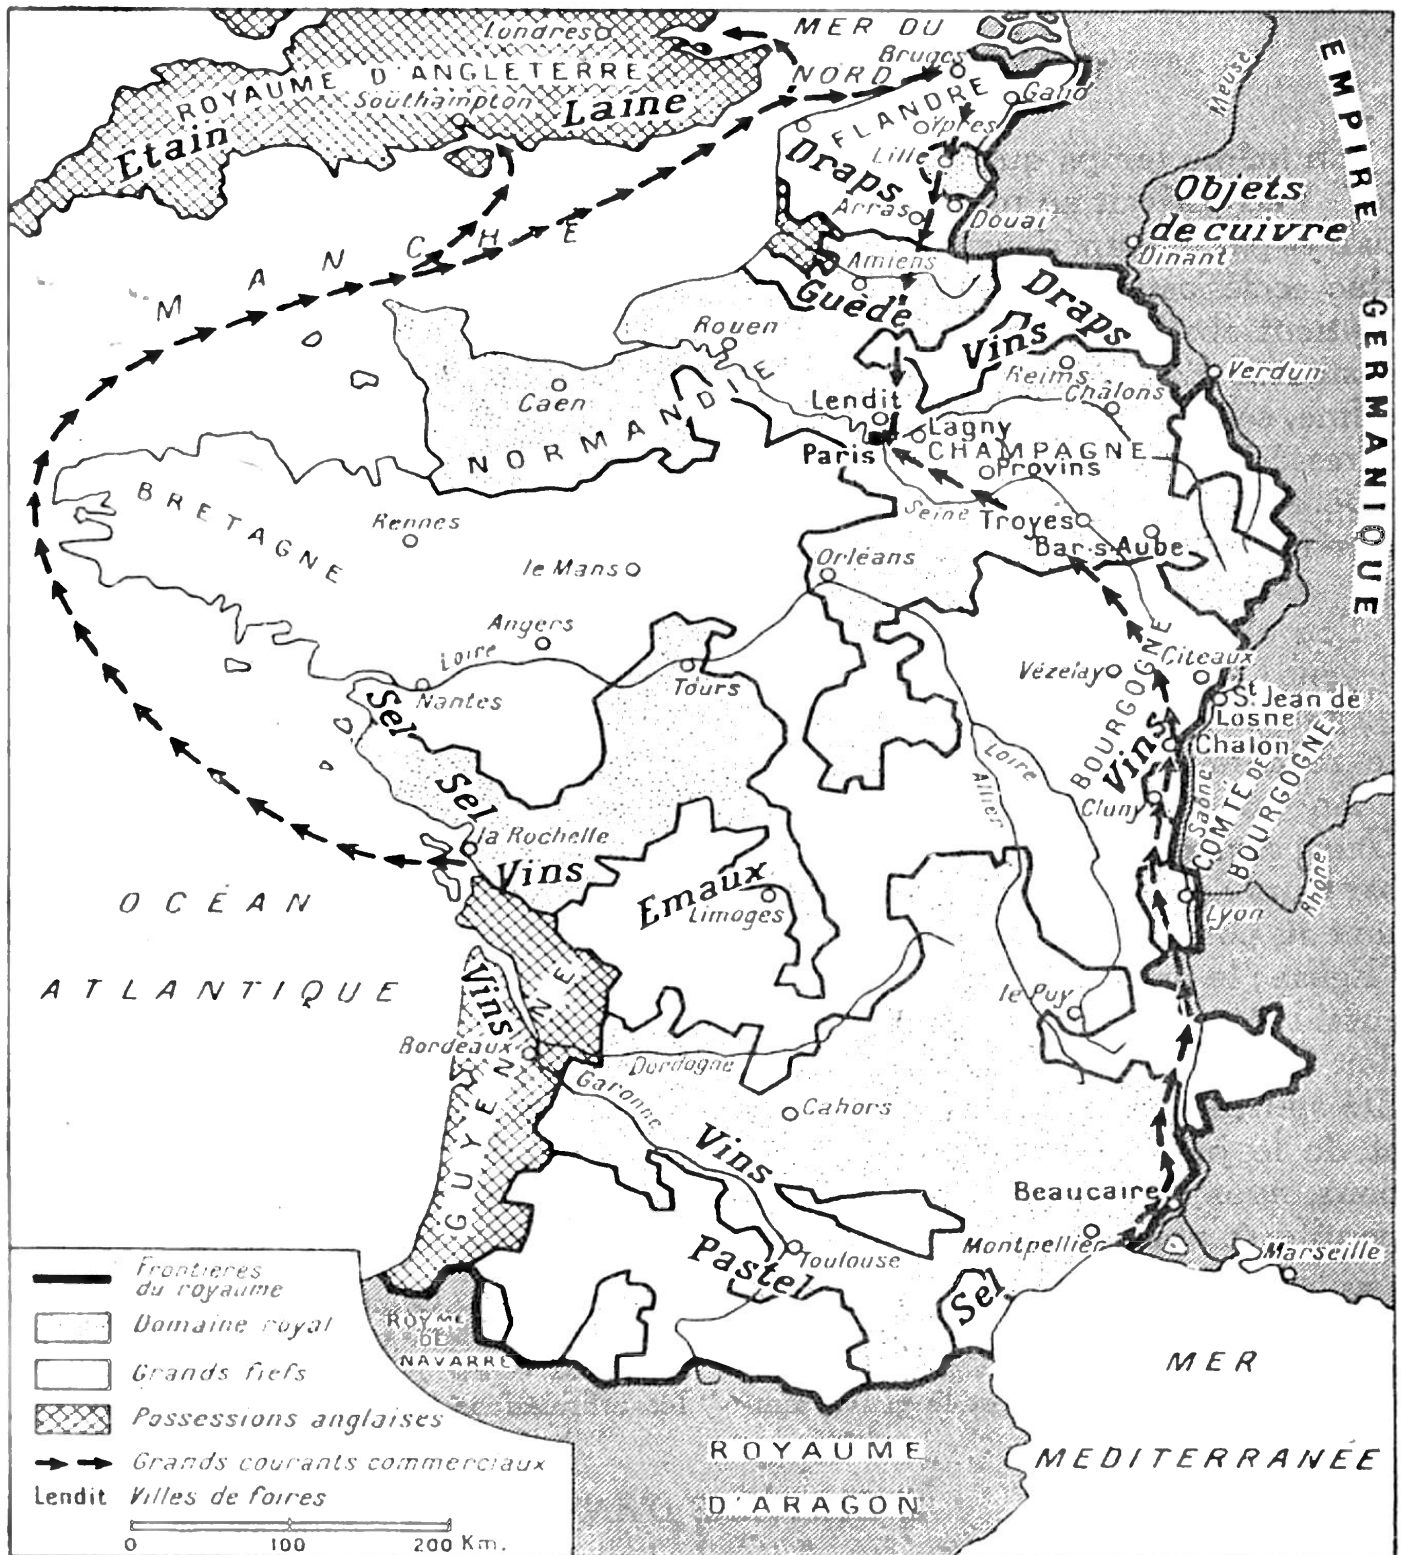 Londres
MER DU
NORD
ROYAUME D'ANGLETERRE
Southampton
Etain
Laine
Bruges
Gand
FLANDRE
Ypres
Lille
Draps
Arras
Douai
EMPIRE
GERMANIQUE
Meuse
Objets
de cuivre
Dinant
MANCHE
Amiens
Guède
Draps
Vins
Rouen
Reims
Châlons
Verdun
Caen
NORMANDIE
Lendit
Lagny
Paris
CHAMPAGNE
Provins
Seine
Troyes
Bar-s-Aube
BRETAGNE
Rennes
le Mans
Orléans
Angers
Loire
Nantes
Tours
Vézelay
BOURGOGNE
Citeaux
St. Jean de
Losne
Chalon
Vins
Cluny
Saône
COMTE DE
BOURGOGNE
Sel
Sel
Loire
Allier
la Rochelle
Vins
Emaux
Limoges
Lyon
Rhône
OCÉAN
ATLANTIQUE
Vins
Bordeaux
GUYENNE
Dordogne
Garonne
le Puy
Cahors
Vins
Beaucaire
Montpellier
Marseille
Toulouse
Pastel
Sel
ROYME
DE
NAVARRE
ROYAUME
D'ARAGON
MER
MEDITERRANÉE
Frontières
du royaume
Domaine royal
Grands fiefs
Possessions anglaises
Grands courants commerciaux
Lendit Villes de foires
0 100 200 Km.